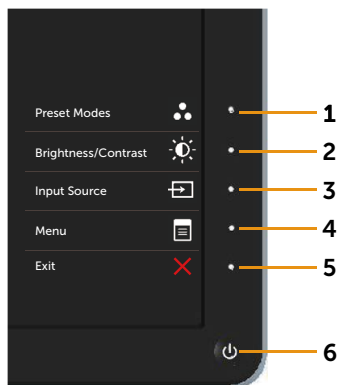 Preset Modes
1
Brightness/Contrast
2
Input Source
3
Menu
4
Exit
5
6